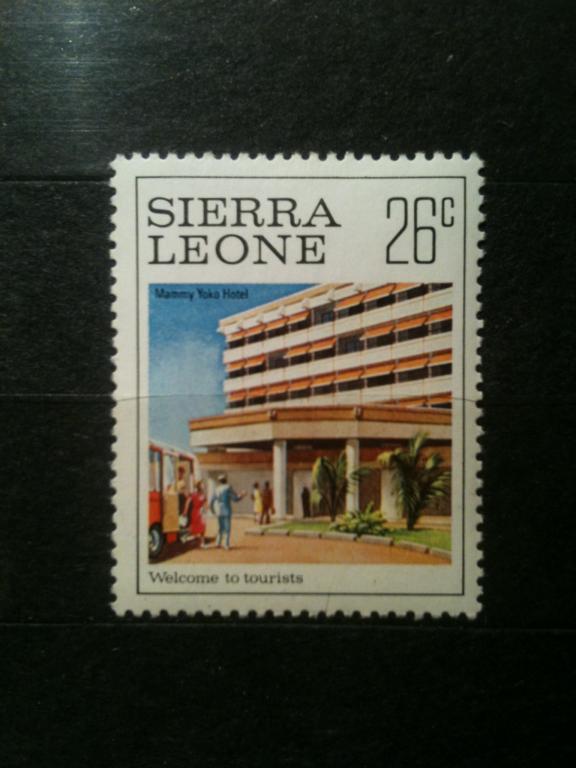 SIERRA
LEONE
26c
Mammy Yoko Hotel
Welcome to tourists